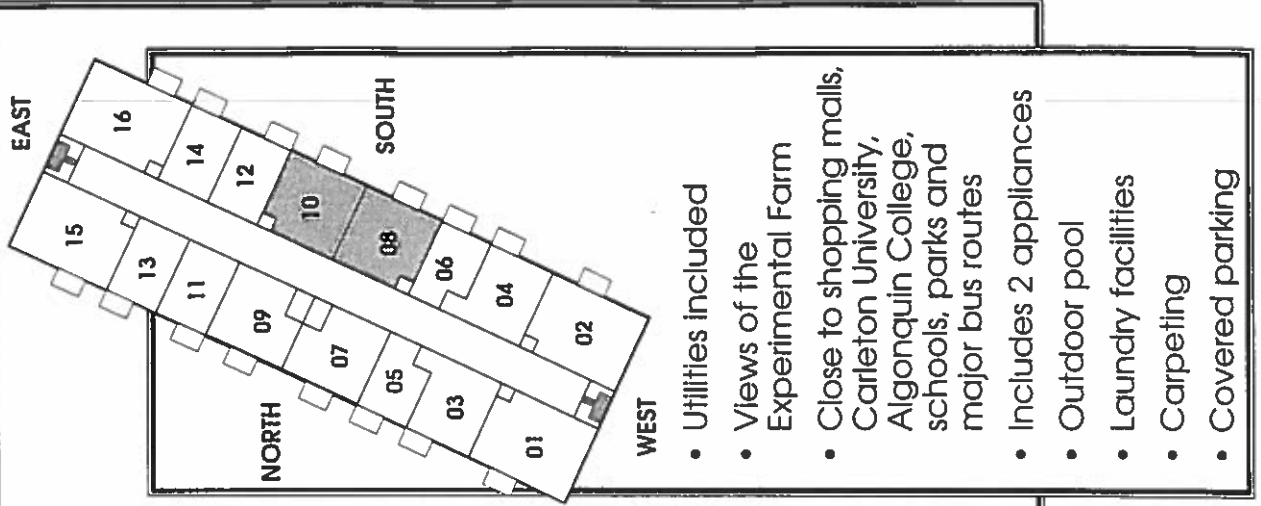 EAST
16
15
14
13
12
SOUTH
11
10
09
08
07
06
NORTH
05
04
03
02
01
WEST
• Utilities included
• Views of the
Experimental Farm
• Close to shopping malls,
Carleton University,
Algonquin College,
schools, parks and
major bus routes
• Includes 2 appliances
• Outdoor pool
• Laundry facilities
• Carpeting
• Covered parking